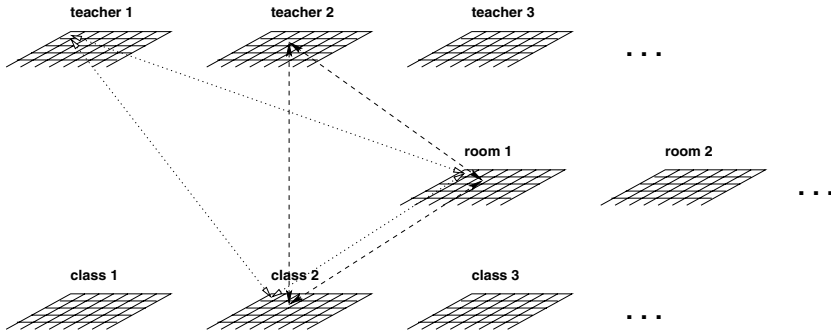 teacher 1
teacher 2
teacher 3
. . .
room 1
room 2
. . .
class 1
class 2
class 3
. . .